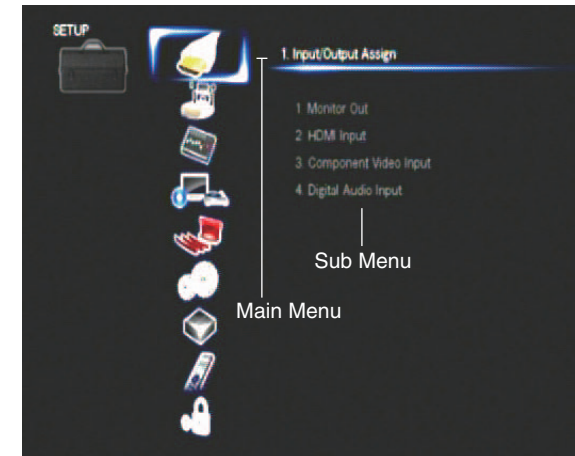 SETUP
1. Input/Output Assign
1 Monitor Out
2 HDMI Input
3 Component Video Input
4 Digital Audio Input
Sub Menu
Main Menu